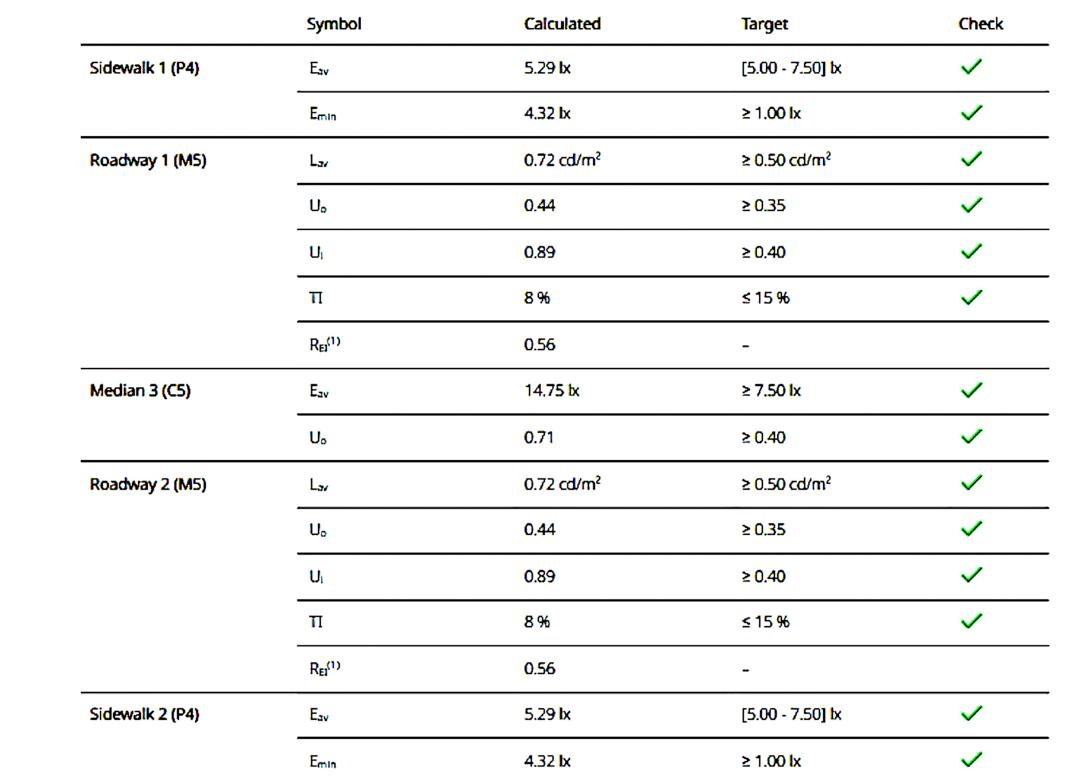 Symbol Calculated Target Check
Sidewalk 1 (P4) Eav 5.29 lx [5.00 - 7.50] lx ✓
Emin 4.32 lx ≥ 1.00 lx ✓
Roadway 1 (M5) Lav 0.72 cd/m² ≥ 0.50 cd/m² ✓
Uo 0.44 ≥ 0.35 ✓
Ul 0.89 ≥ 0.40 ✓
TI 8 % ≤ 15 % ✓
REI(1) 0.56 –
Median 3 (C5) Eav 14.75 lx ≥ 7.50 lx ✓
Uo 0.71 ≥ 0.40 ✓
Roadway 2 (M5) Lav 0.72 cd/m² ≥ 0.50 cd/m² ✓
Uo 0.44 ≥ 0.35 ✓
Ul 0.89 ≥ 0.40 ✓
TI 8 % ≤ 15 % ✓
REI(1) 0.56 –
Sidewalk 2 (P4) Eav 5.29 lx [5.00 - 7.50] lx ✓
Emin 4.32 lx ≥ 1.00 lx ✓